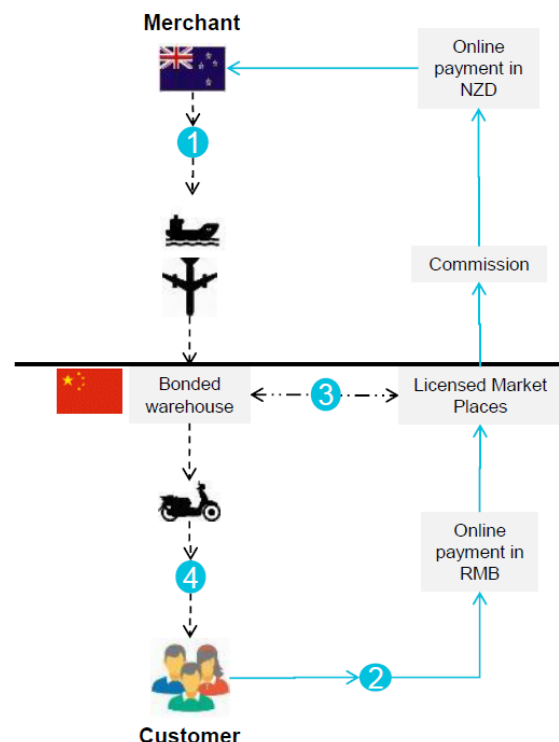 Merchant
Online
payment in
NZD
1
Commission
Bonded
warehouse
3
Licensed Market
Places
4
Online
payment in
RMB
2
Customer